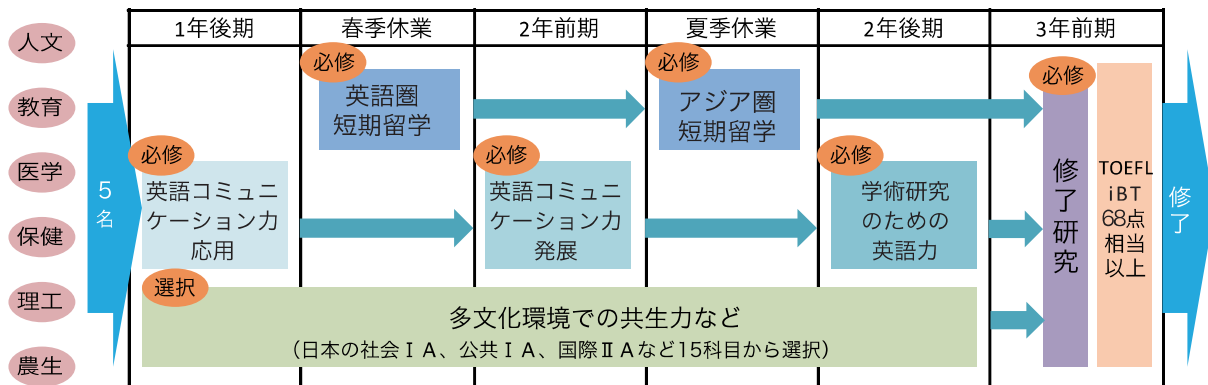 1年後期
春季休業
2年前期
夏季休業
2年後期
3年前期
人文
教育
医学
保健
理工
農生
5
名
必修
英語コミュニ
ケーション力
応用
必修
英語圏
短期留学
必修
英語コミュニ
ケーション力
発展
必修
アジア圏
短期留学
必修
学術研究
のための
英語力
選択
多文化環境での共生力など
（日本の社会ⅠA、公共ⅠA、国際ⅡAなど15科目から選択）
必修
修了研究
TOEFL
iBT
68点
相当
以上
修了